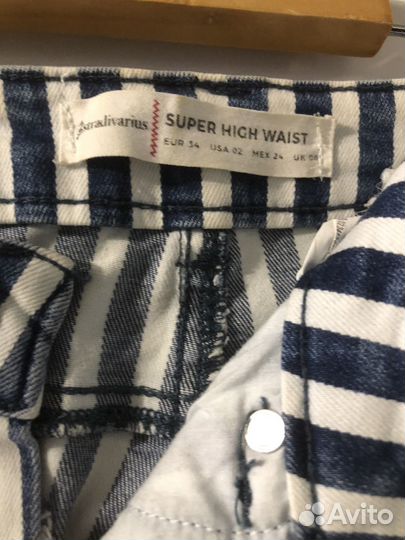 stradivarius
SUPER HIGH WAIST
EUR 34 USA 02 MEX 24 UK 06
Avito